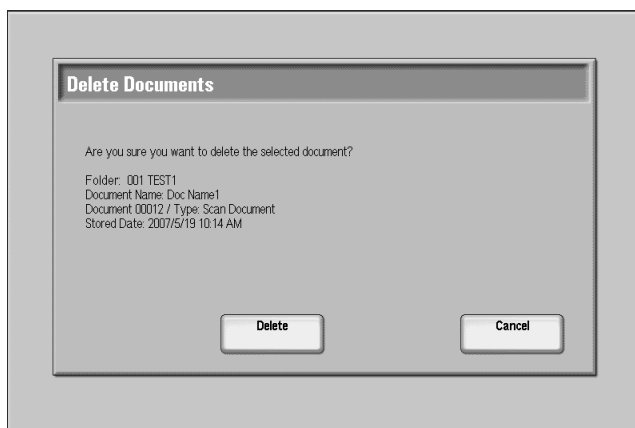 Delete Documents
Are you sure you want to delete the selected document?
Folder: 001 TEST1
Document Name: Doc Name1
Document 00012 / Type: Scan Document
Stored Date: 2007/5/19 10:14 AM
Delete
Cancel